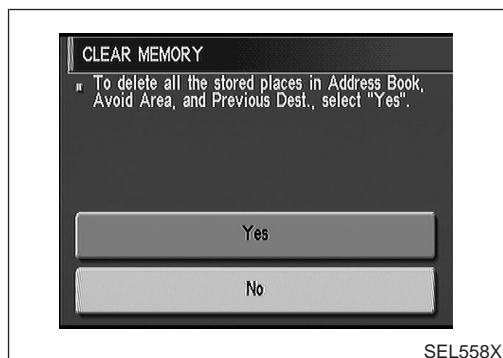 CLEAR MEMORY
To delete all the stored places in Address Book,
Avoid Area, and Previous Dest., select "Yes".
Yes
No
SEL558X